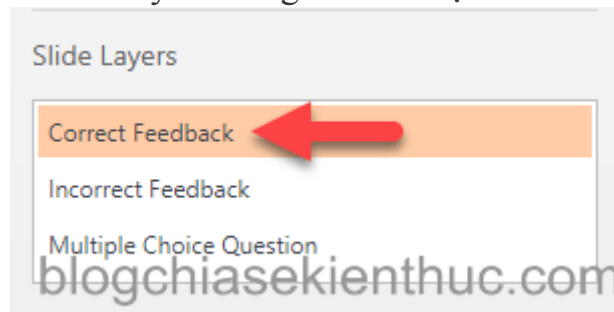 Slide Layers
Correct Feedback
Incorrect Feedback
Multiple Choice Question
blogchiasekienthuc.com